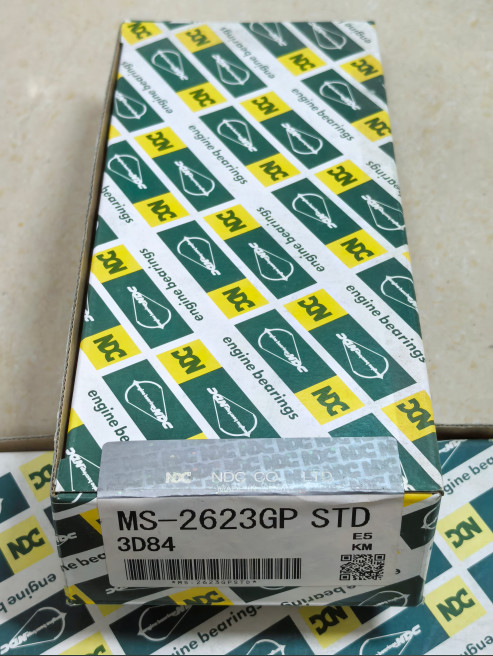 NDC
engine bearings
NDC NDC CO., LTD.
MS-2623GP STD
3D84
E5
KM
*MS-2623GPSTD*